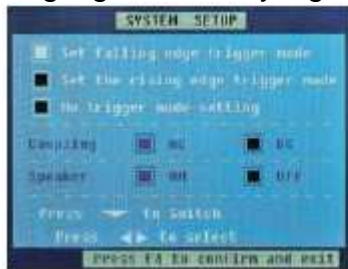 SYSTEM SETUP
Set falling edge trigger mode
Set the rising edge trigger mode
No trigger mode setting
Coupling AC DC
Speaker ON OFF
Press to Switch
Press to select
Press F4 to confirm and exit